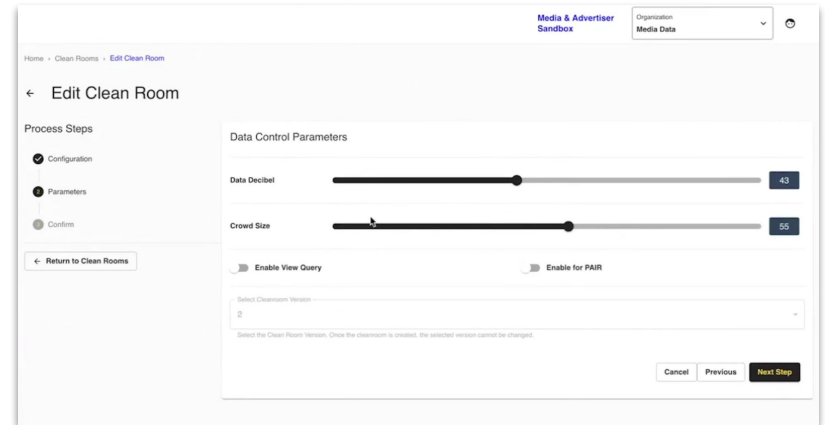 Media & Advertiser
Sandbox
Organization
Media Data
Home › Clean Rooms › Edit Clean Room
← Edit Clean Room
Process Steps
Configuration
2 Parameters
Confirm
← Return to Clean Rooms
Data Control Parameters
Data Decibel 43
Crowd Size 55
Enable View Query Enable for PAIR
Select Cleanroom Version
2
Select the Clean Room Version. Once the cleanroom is created, the selected version cannot be changed
Cancel Previous Next Step